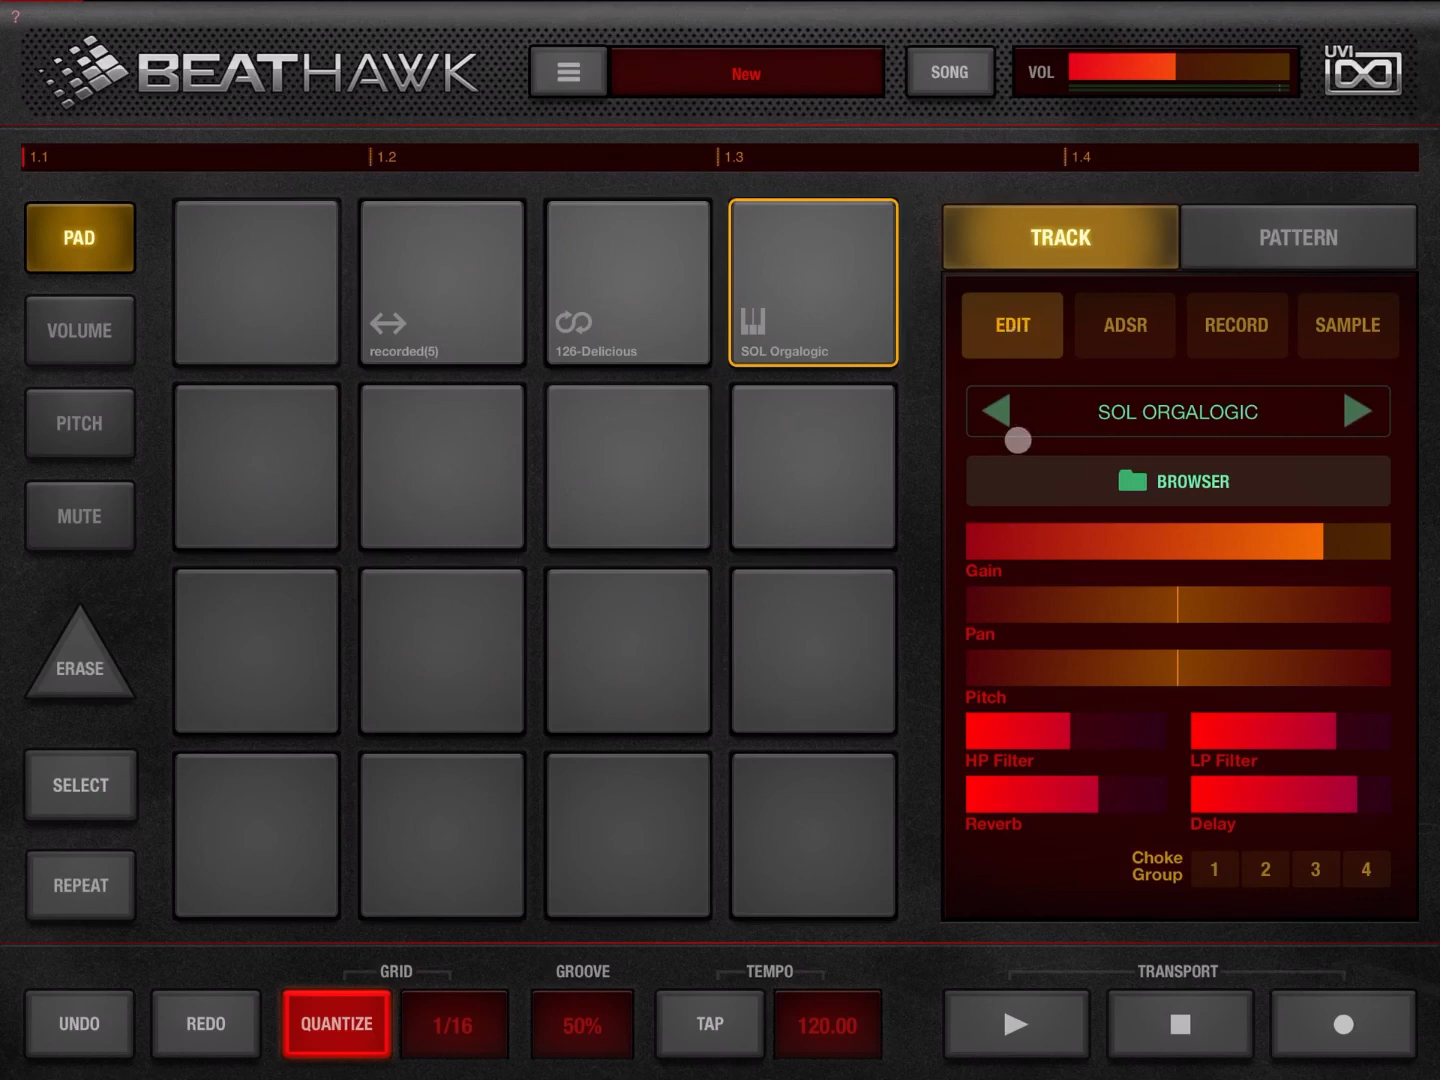 ?
BEATHAWK
New
SONG
VOL
UVI
1.1
1.2
1.3
1.4
PAD
VOLUME
PITCH
MUTE
ERASE
SELECT
REPEAT
recorded(5)
126-Delicious
SOL Orgalogic
TRACK
PATTERN
EDIT
ADSR
RECORD
SAMPLE
SOL ORGALOGIC
BROWSER
Gain
Pan
Pitch
HP Filter
LP Filter
Reverb
Delay
Choke
Group
1
2
3
4
GRID
GROOVE
TEMPO
TRANSPORT
UNDO
REDO
QUANTIZE
1/16
50%
TAP
120.00